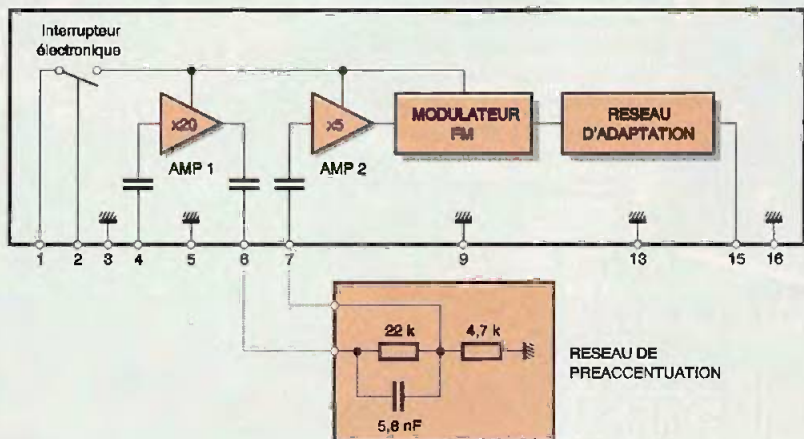 Interrupteur
électronique
x20
AMP 1
x5
AMP 2
MODULATEUR
FM
RESEAU
D'ADAPTATION
1 2 3 4 5 6 7 9 13 15 16
22 k
4,7 k
5,6 nF
RESEAU DE
PREACCENTUATION